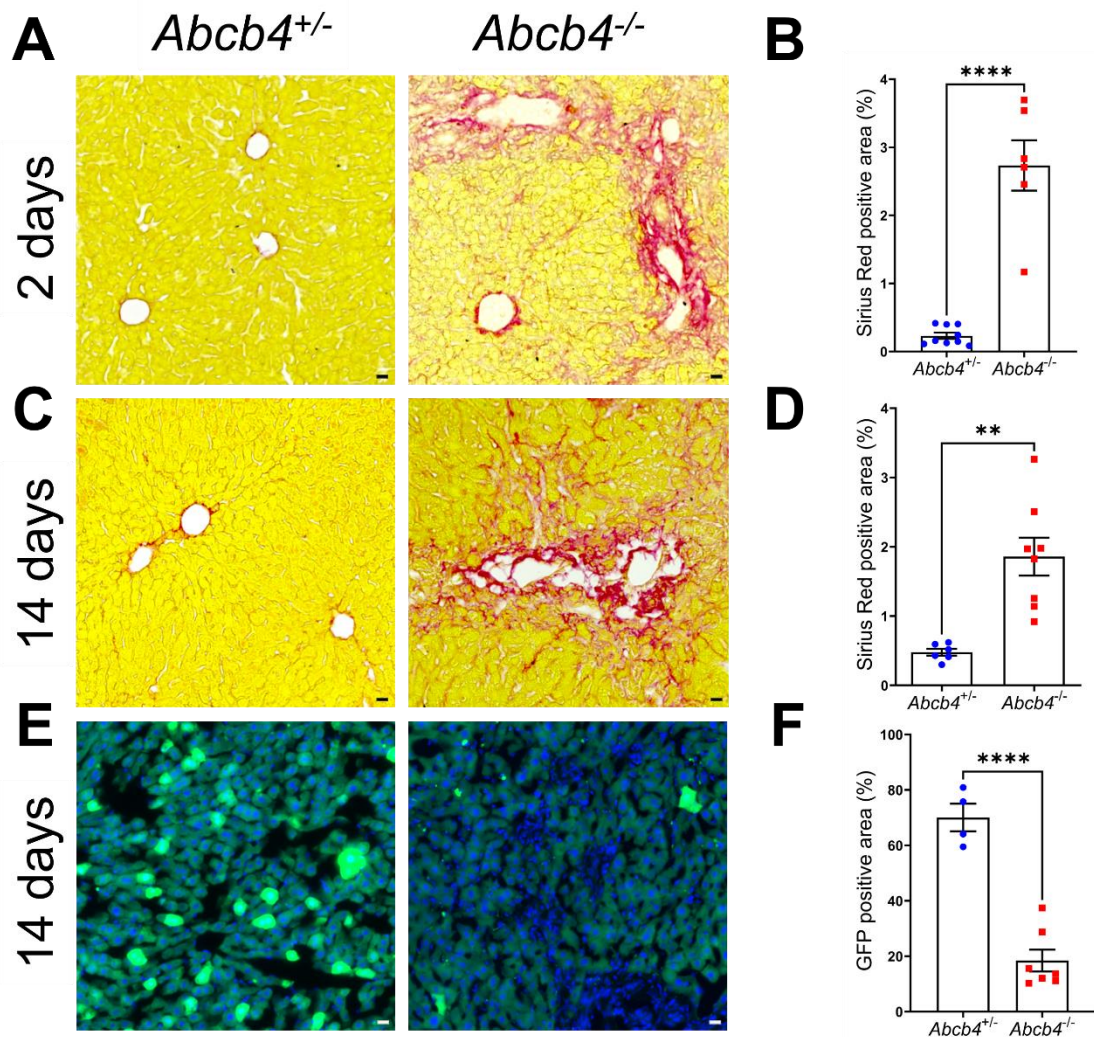 A Abcb4+/- Abcb4-/- B
2 days
Sirius Red positive area (%)
4
3
2
1
0
****
Abcb4+/- Abcb4-/-
C D
14 days
Sirius Red positive area (%)
4
3
2
1
0
**
Abcb4+/- Abcb4-/-
E F
14 days
GFP positive area (%)
100
80
60
40
20
0
****
Abcb4+/- Abcb4-/-